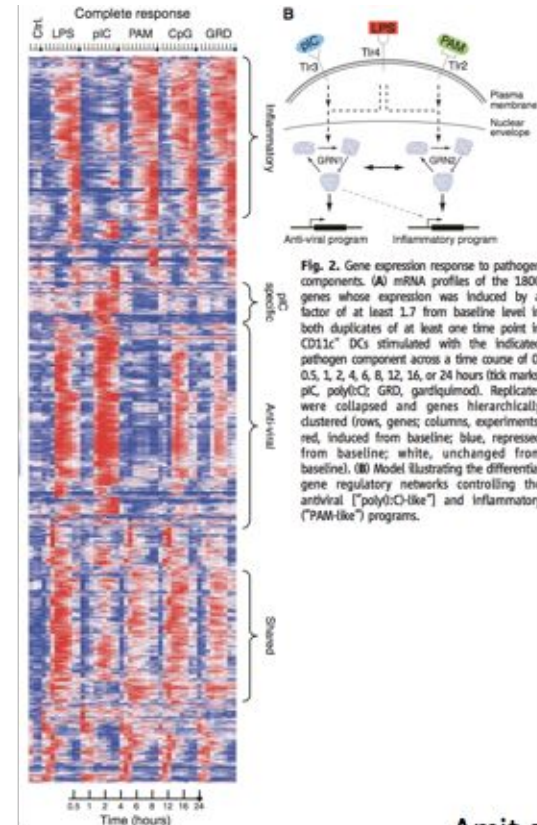 Complete response
Ctrl.
LPS pIC PAM CpG GRD
Inflammatory
pIC
specific
Anti-viral
Shared
0.5 1 2 4 6 8 12 16 24
Time (hours)
B
pIC
LPS
PAM
Tlr3
Tlr4
Tlr2
Plasma
membrane
Nuclear
envelope
GRN1
GRN2
Anti-viral program
Inflammatory program
Fig. 2. Gene expression response to pathogen
components. (A) mRNA profiles of the 1800
genes whose expression was induced by a
factor of at least 1.7 from baseline level in
both duplicates of at least one time point in
CD11c⁺ DCs stimulated with the indicated
pathogen component across a time course of 0,
0.5, 1, 2, 4, 6, 8, 12, 16, or 24 hours (tick marks;
pIC, poly(I:C); GRD, gardiquimod). Replicates
were collapsed and genes hierarchically
clustered (rows, genes; columns, experiments;
red, induced from baseline; blue, repressed
from baseline; white, unchanged from
baseline). (B) Model illustrating the differential
gene regulatory networks controlling the
antiviral ["poly(I:C)-like"] and inflammatory
("PAM-like") programs.